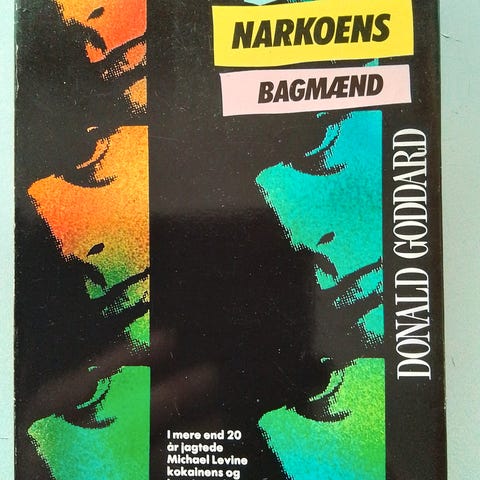 NARKOENS
BAGMÆND
DONALD GODDARD
I mere end 20
år jagtede
Michael Levine
kokainens og